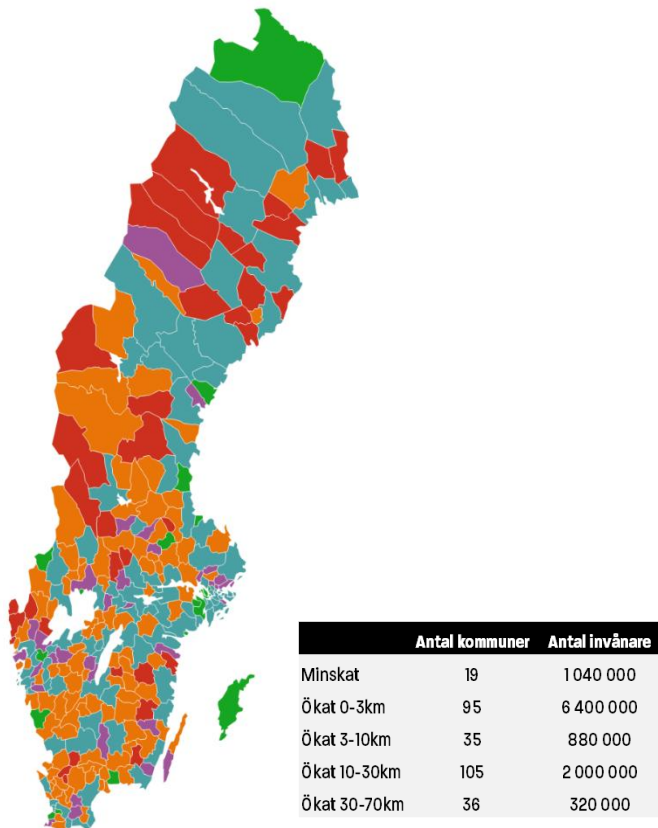 Antal kommuner Antal invånare
Minskat 19 1 040 000
Ökat 0-3km 95 6 400 000
Ökat 3-10km 35 880 000
Ökat 10-30km 105 2 000 000
Ökat 30-70km 36 320 000